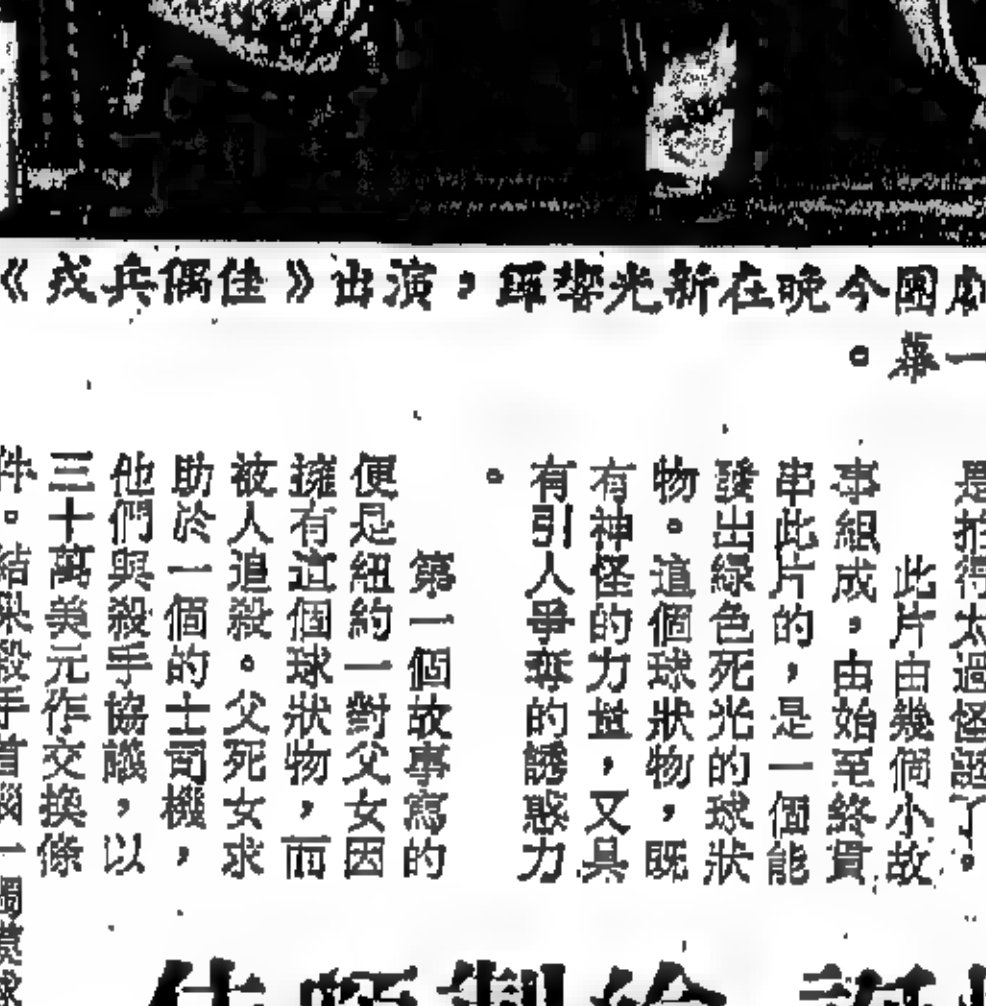 劇團今晚在新光響鑼，演出《佳偶兵戎》
一幕。
是拍得太過怪誕了。
此片由幾個小故
事組成，由始至終貫
串此片的，是一個能
發出綠色死光的球狀
物。這個球狀物，既
有神怪的力量，又具
有引人爭奪的誘惑力
。
第一個故事寫的
便是紐約一對父女因
擁有這個球狀物，而
被人追殺。父死女求
助於一個的士司機，
他們與殺手協議，以
三十萬美元作交換條
件。結果殺手首腦一